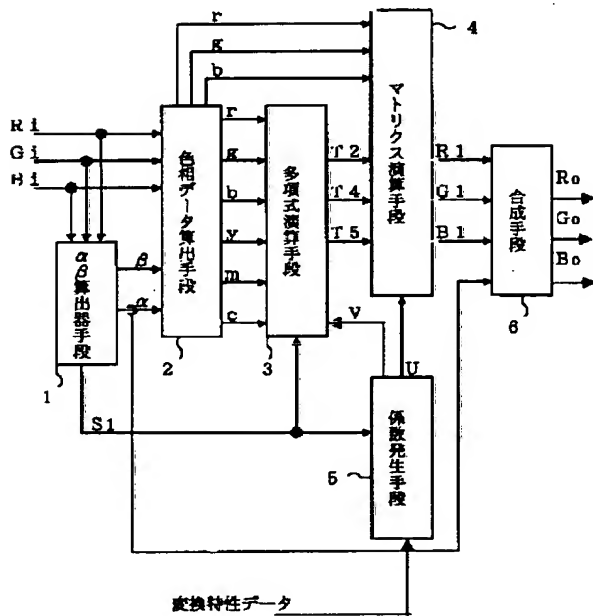 r
g
b
4
Ri
Gi
Bi
r
g
b
y
m
c
色相データ算出手段
多項式演算手段
マトリクス演算手段
T2
T4
T5
R1
G1
B1
合成手段
Ro
Go
Bo
αβ算出器手段
β
α
V
U
1
2
3
6
S1
5
係数発生手段
変換特性データ